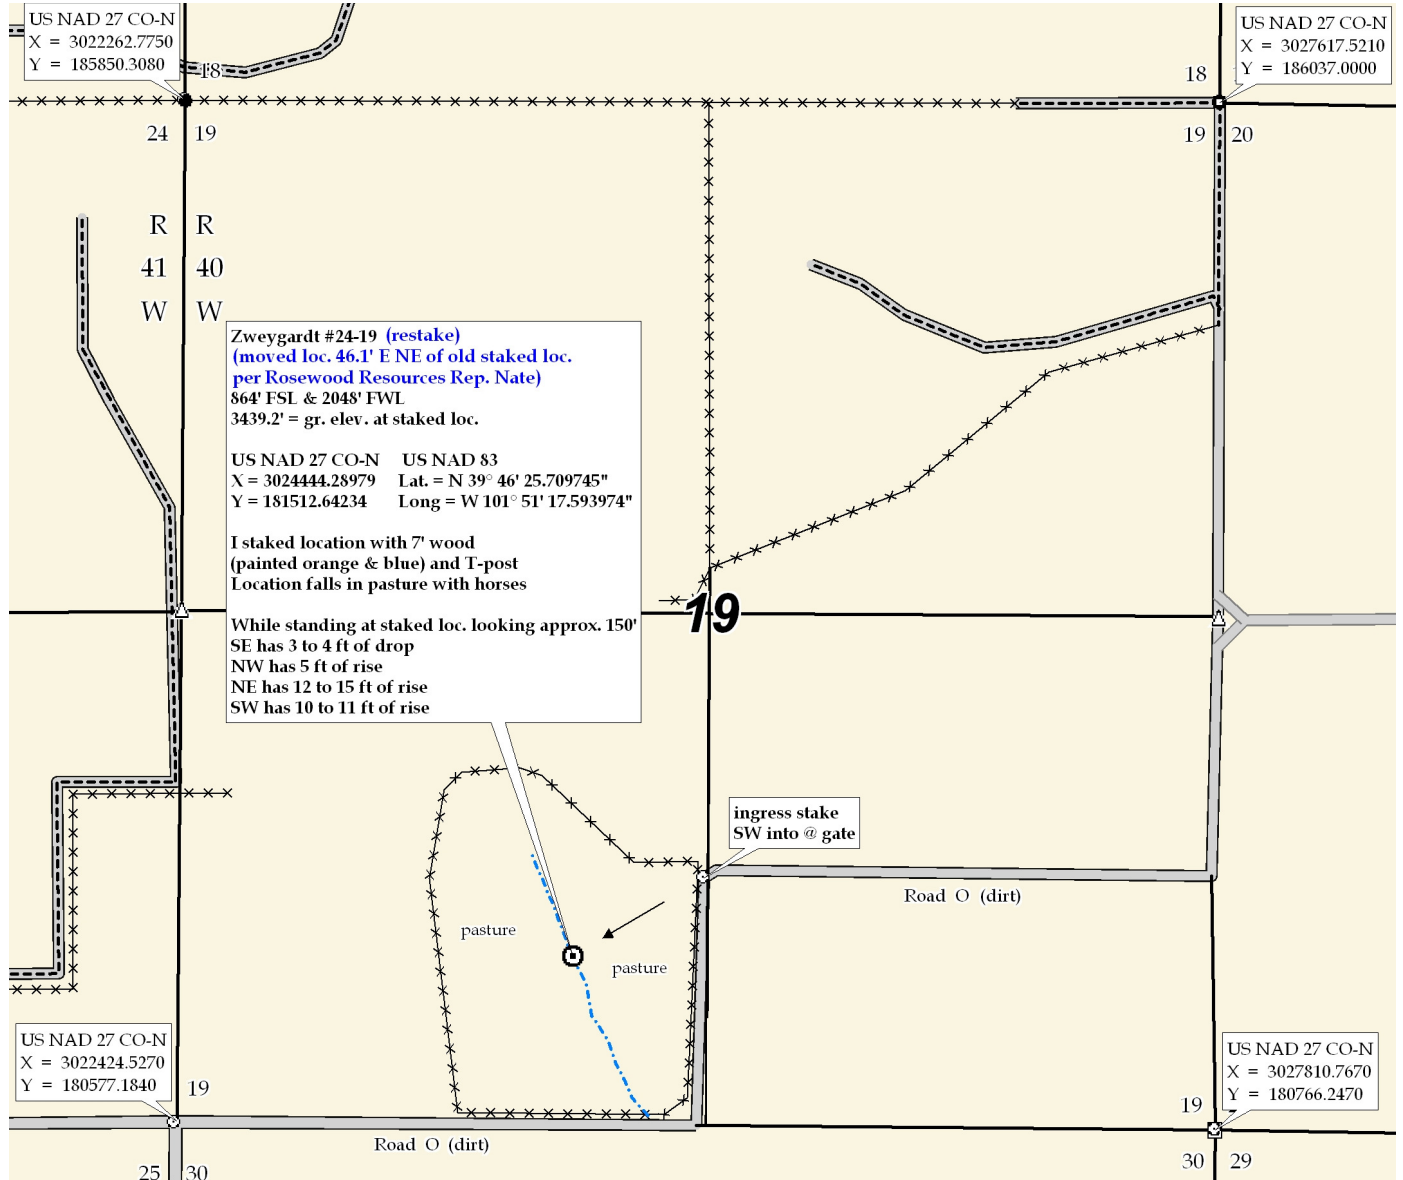 US NAD 27 CO-N
X = 3022262.7750
Y = 185850.3080
US NAD 27 CO-N
X = 3027617.5210
Y = 186037.0000
18
18
24 19
19 20
R R
41 40
W W
Zweygardt #24-19 (restake)
(moved loc. 46.1' E NE of old staked loc.
per Rosewood Resources Rep. Nate)
864' FSL & 2048' FWL
3439.2' = gr. elev. at staked loc.
US NAD 27 CO-N US NAD 83
X = 3024444.28979 Lat. = N 39° 46' 25.709745"
Y = 181512.64234 Long = W 101° 51' 17.593974"
I staked location with 7' wood
(painted orange & blue) and T-post
Location falls in pasture with horses
While standing at staked loc. looking approx. 150'
SE has 3 to 4 ft of drop
NW has 5 ft of rise
NE has 12 to 15 ft of rise
SW has 10 to 11 ft of rise
19
ingress stake
SW into @ gate
Road O (dirt)
pasture
pasture
US NAD 27 CO-N
X = 3022424.5270
Y = 180577.1840
19
US NAD 27 CO-N
X = 3027810.7670
Y = 180766.2470
19
Road O (dirt)
25 30
30 29